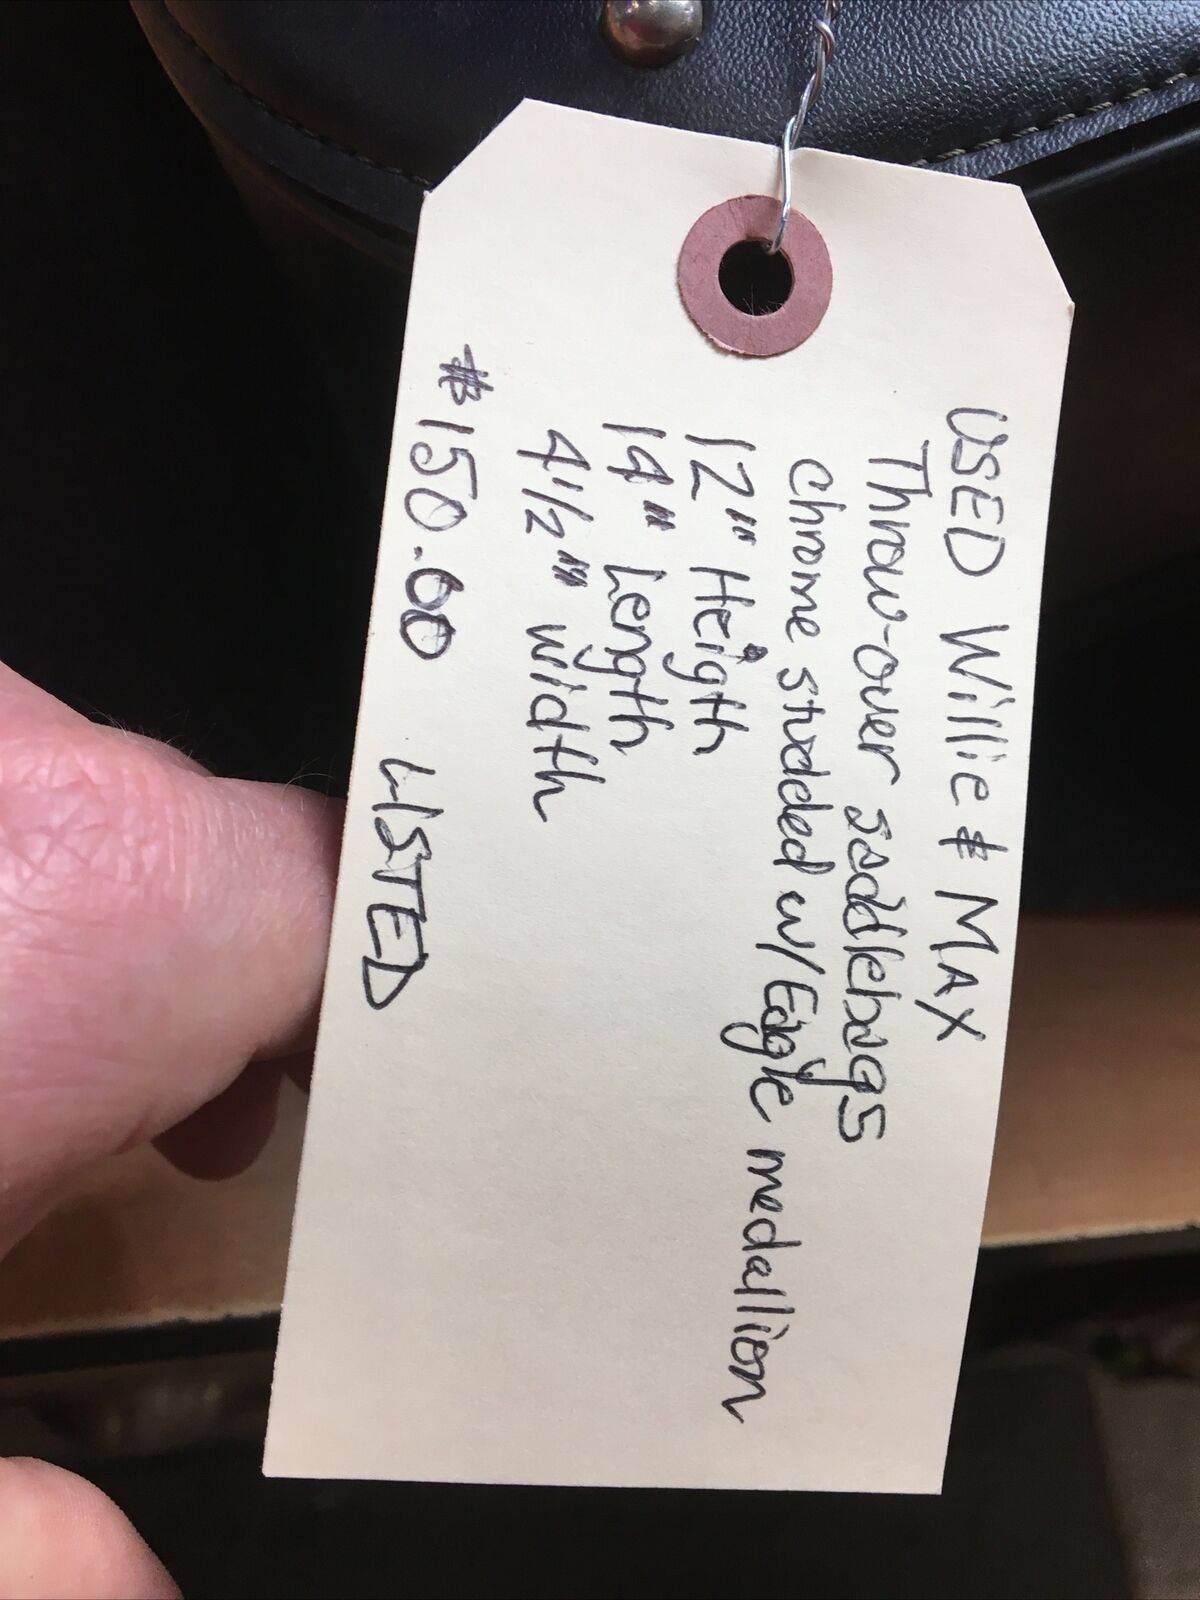 USED Willie & MAX
Throw-over saddlebags
Chrome studded w/Eagle medallion
12" Heigth
14" Length
4 1/2" width
$150.00 LISTED